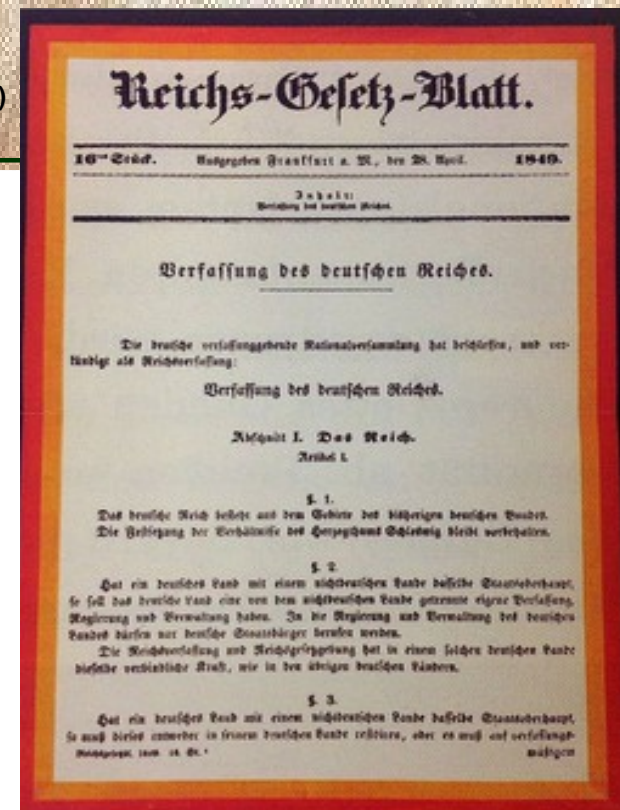 )
Reichs-Gesetz-Blatt.
16tes Stück. Ausgegeben Frankfurt a. M., den 28. April. 1849.
Inhalt:
Verfassung des deutschen Reiches.
Verfassung des deutschen Reiches.
Die deutsche verfassunggebende Nationalversammlung hat beschlossen, und ver-
kündigt als Reichsverfassung:
Verfassung des deutschen Reiches.
Abschnitt I. Das Reich.
Artikel I.
§. 1.
Das deutsche Reich besteht aus dem Gebiete des bisherigen deutschen Bundes.
Die Festsetzung der Verhältnisse des Herzogthums Schleswig bleibt vorbehalten.
§. 2.
Hat ein deutsches Land mit einem nichtdeutschen Lande dasselbe Staatsoberhaupt,
so soll das deutsche Land eine von dem nichtdeutschen Lande getrennte eigene Verfassung,
Regierung und Verwaltung haben. In die Regierung und Verwaltung des deutschen
Landes dürfen nur deutsche Staatsbürger berufen werden.
Die Reichsverfassung und Reichsgesetzgebung hat in einem solchen deutschen Lande
dieselbe verbindliche Kraft, wie in den übrigen deutschen Ländern.
§. 3.
Hat ein deutsches Land mit einem nichtdeutschen Lande dasselbe Staatsoberhaupt,
so muß dieses entweder in seinem deutschen Lande residiren, oder es muß auf verfassungs-
Reichsgesetzbl. 1849. 16. St.
mäßigem